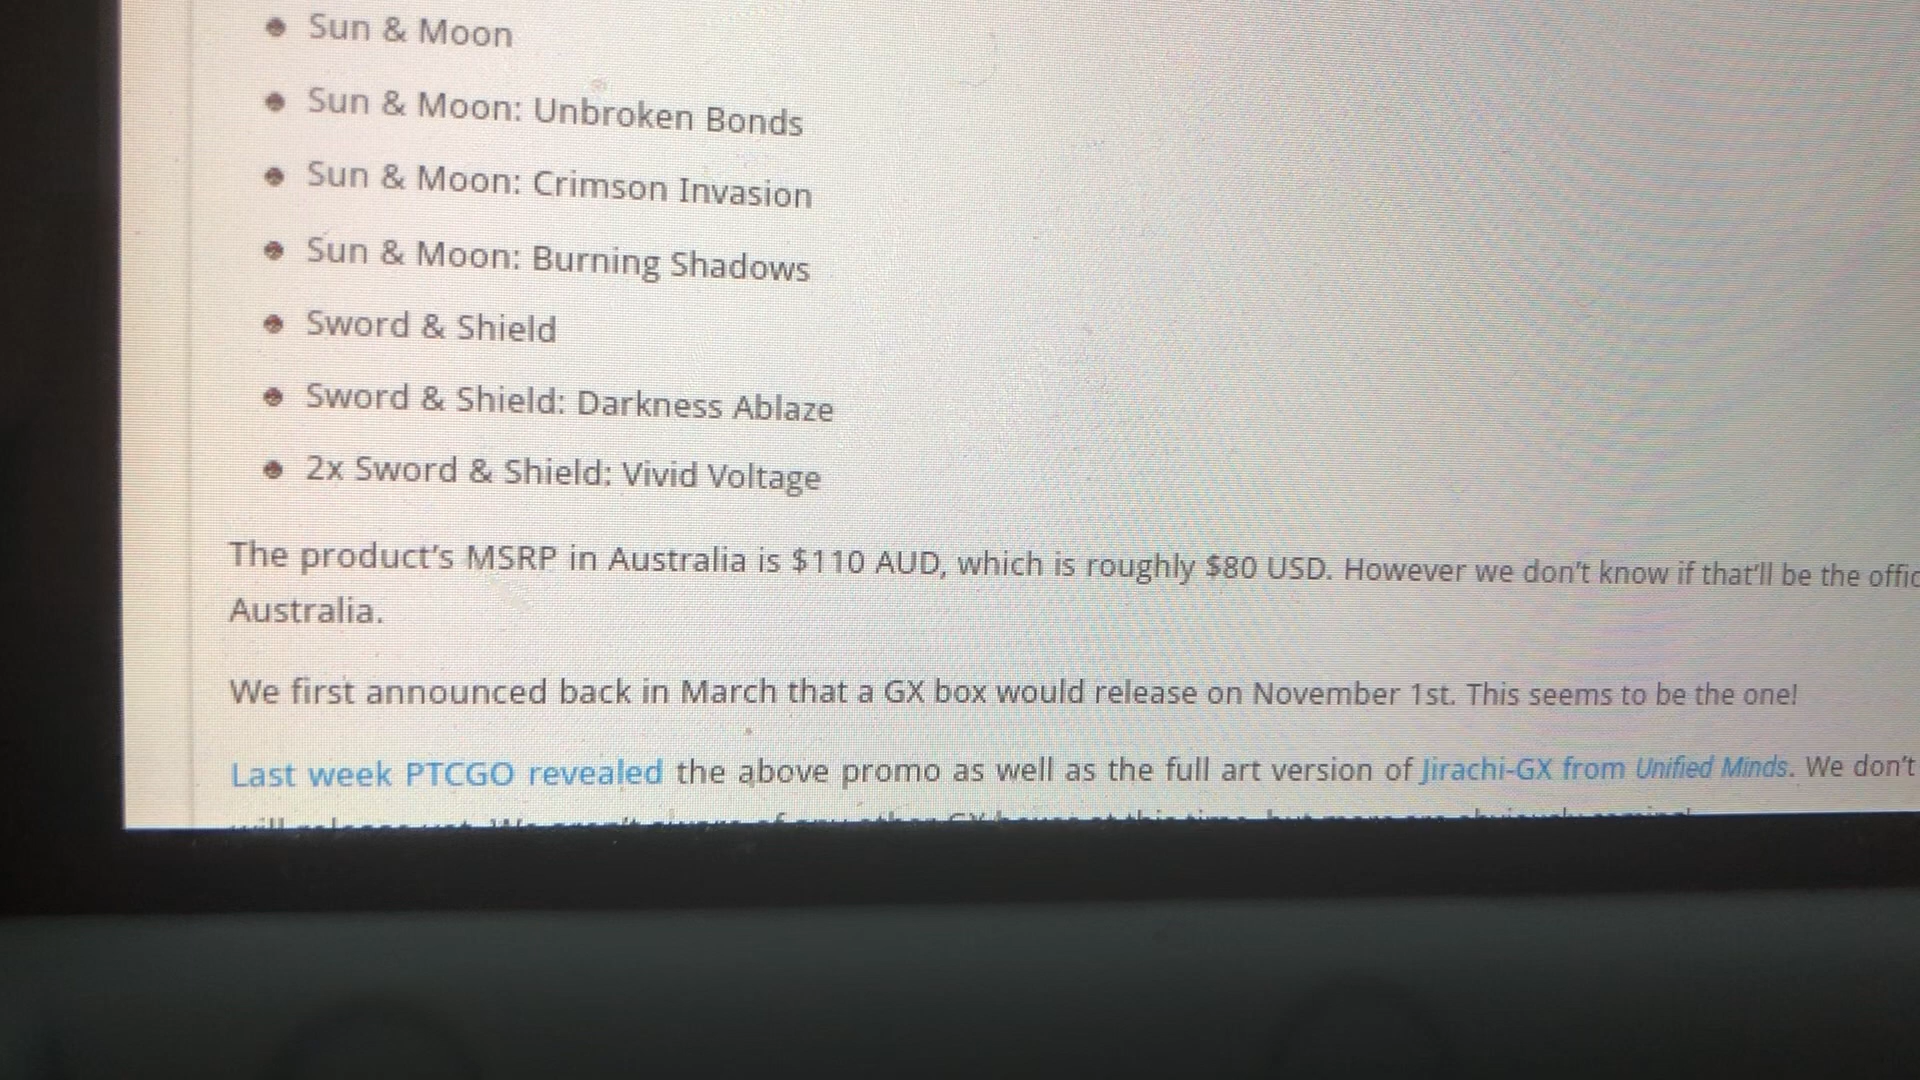 Sun & Moon
Sun & Moon: Unbroken Bonds
Sun & Moon: Crimson Invasion
Sun & Moon: Burning Shadows
Sword & Shield
Sword & Shield: Darkness Ablaze
2x Sword & Shield: Vivid Voltage
The product's MSRP in Australia is $110 AUD, which is roughly $80 USD. However we don't know if that'll be the
Australia.
We first announced back in March that a GX box would release on November 1st. This seems to be the one!
Last week PTCGO revealed the above promo as well as the full art version of Jirachi-GX from Unified Minds. We don't